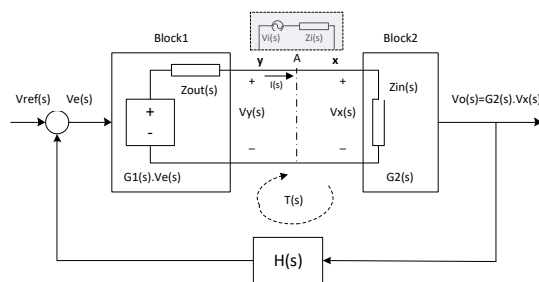 Block1
Vi(s)
Zi(s)
Block2
y
A
x
Vref(s)
Ve(s)
Zout(s)
I(s)
Zin(s)
Vo(s)=G2(s).Vx(s)
+
-
+
Vy(s)
−
+
Vx(s)
−
G1(s).Ve(s)
G2(s)
T(s)
H(s)